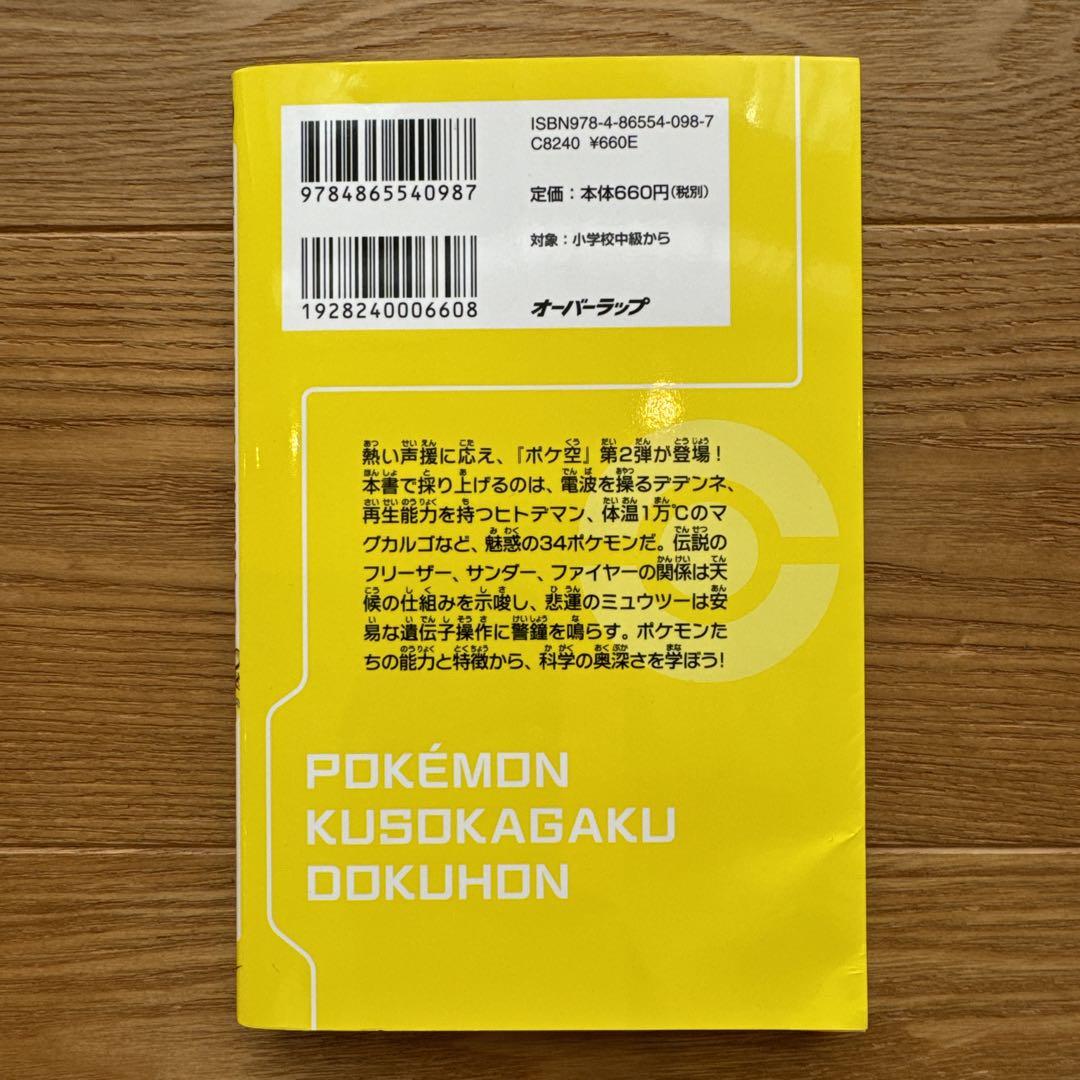 ISBN978-4-86554-098-7
C8240 ¥660E
9784865540987
定価：本体660円（税別）
対象：小学校中級から
1928240006608
オーバーラップ
熱い声援に応え、『ポケ空』第2弾が登場！
本書で採り上げるのは、電波を操るデデンネ、
再生能力を持つヒトデマン、体温1万℃のマ
グカルゴなど、魅惑の34ポケモンだ。伝説の
フリーザー、サンダー、ファイヤーの関係は天
候の仕組みを示唆し、悲運のミュウツーは安
易な遺伝子操作に警鐘を鳴らす。ポケモンた
ちの能力と特徴から、科学の奥深さを学ぼう！
POKÉMON
KUSOKAGAKU
DOKUHON